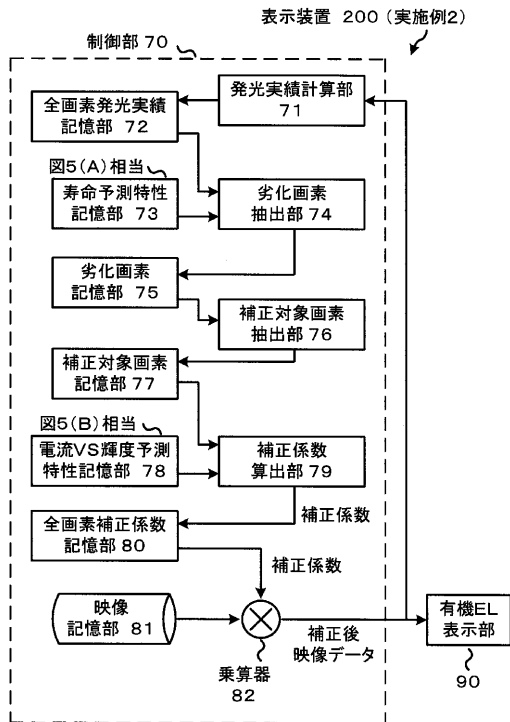 表示装置 200 (実施例2)
制御部 70
発光実績計算部
71
全画素発光実績
記憶部 72
図5(A)相当
寿命予測特性
記憶部 73
劣化画素
抽出部 74
劣化画素
記憶部 75
補正対象画素
抽出部 76
補正対象画素
記憶部 77
図5(B)相当
電流VS輝度予測
特性記憶部 78
補正係数
算出部 79
補正係数
全画素補正係数
記憶部 80
補正係数
映像
記憶部 81
乗算器
82
補正後
映像データ
有機EL
表示部
90